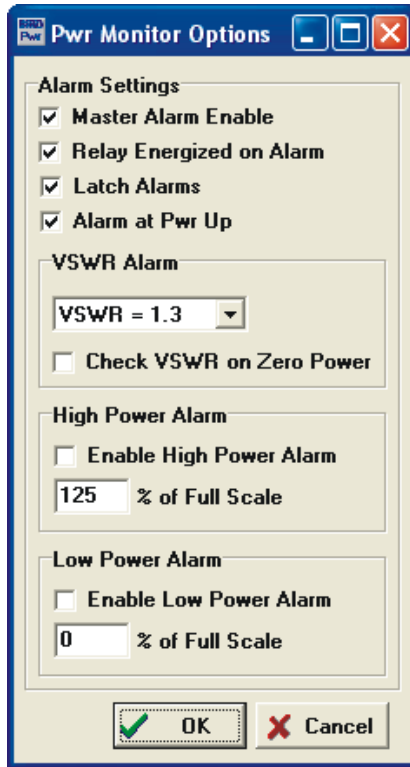 BIRD
Pwr
Pwr Monitor Options
Alarm Settings
Master Alarm Enable
Relay Energized on Alarm
Latch Alarms
Alarm at Pwr Up
VSWR Alarm
VSWR = 1.3
Check VSWR on Zero Power
High Power Alarm
Enable High Power Alarm
125 % of Full Scale
Low Power Alarm
Enable Low Power Alarm
0 % of Full Scale
OK Cancel